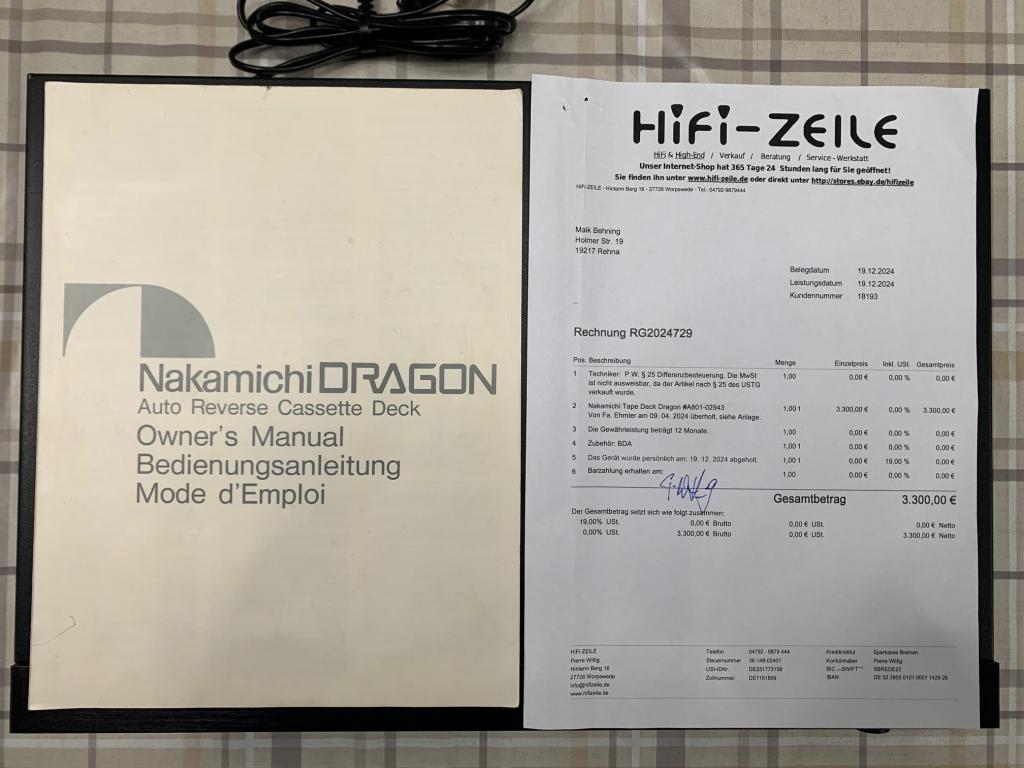 Nakamichi DRAGON
Auto Reverse Cassette Deck
Owner's Manual
Bedienungsanleitung
Mode d'Emploi
HiFi-ZEILE
HiFi & High-End / Verkauf / Beratung / Service - Werkstatt
Unser Internet-Shop hat 365 Tage 24 Stunden lang für Sie geöffnet!
Sie finden ihn unter www.hifi-zeile.de oder direkt unter http://stores.ebay.de/hifizeile
HiFi-ZEILE - Hinterm Berg 16 - 27726 Worpswede - Tel.: 04792-9879444
Maik Behning
Holmer Str. 19
19217 Rehna
Belegdatum 19.12.2024
Leistungsdatum 19.12.2024
Kundennummer 18193
Rechnung RG2024729
Pos. Beschreibung Menge Einzelpreis Inkl. USt. Gesamtpreis
1 Techniker: P.W. § 25 Differenzbesteuerung. Die MwSt 1,00 0,00 € 0,00 % 0,00 €
ist nicht ausweisbar, da der Artikel nach § 25 des USTG
verkauft wurde.
2 Nakamichi Tape Deck Dragon #A801-02943 1,00 1 3.300,00 € 0,00 % 3.300,00 €
Von Fa. Ehmler am 09. 04. 2024 überholt, siehe Anlage.
3 Die Gewährleistung beträgt 12 Monate. 1,00 0,00 € 0,00 % 0,00 €
4 Zubehör: BDA 1,00 1 0,00 € 0,00 % 0,00 €
5 Das Gerät wurde persönlich am: 19. 12. 2024 abgeholt. 1,00 1 0,00 € 19,00 % 0,00 €
6 Barzahlung erhalten am: 1,00 0,00 € 0,00 % 0,00 €
Gesamtbetrag 3.300,00 €
Der Gesamtbetrag setzt sich wie folgt zusammen:
19,00% USt. 0,00 € Brutto 0,00 € USt. 0,00 € Netto
0,00% USt. 3.300,00 € Brutto 0,00 € USt. 3.300,00 € Netto
HiFi-ZEILE Telefon 04792 - 9879 444 Kreditinstitut Sparkasse Bremen
Pierre Wittig Steuernummer 36-148-02401 Kontoinhaber Pierre Wittig
Hinterm Berg 16 USt-IDNr. DE251773158 BIC --SWIFT** SBREDE22
27726 Worpswede Zollnummer: DE7161859 IBAN DE 52 2905 0101 0001 1428 26
info@hifizeile.de
www.hifizeile.de